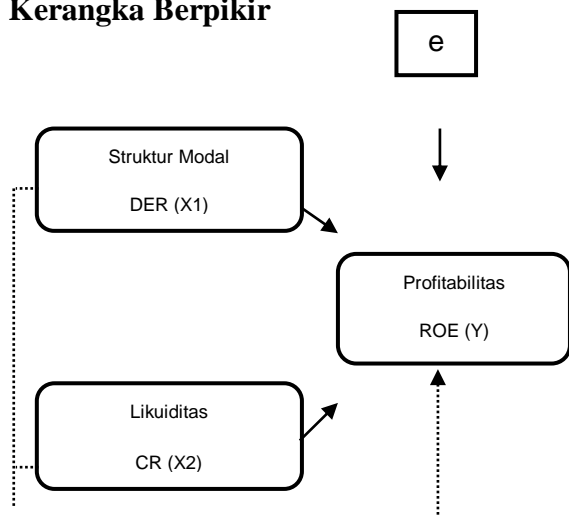 Kerangka Berpikir
e
Struktur Modal
DER (X1)
Profitabilitas
ROE (Y)
Likuiditas
CR (X2)